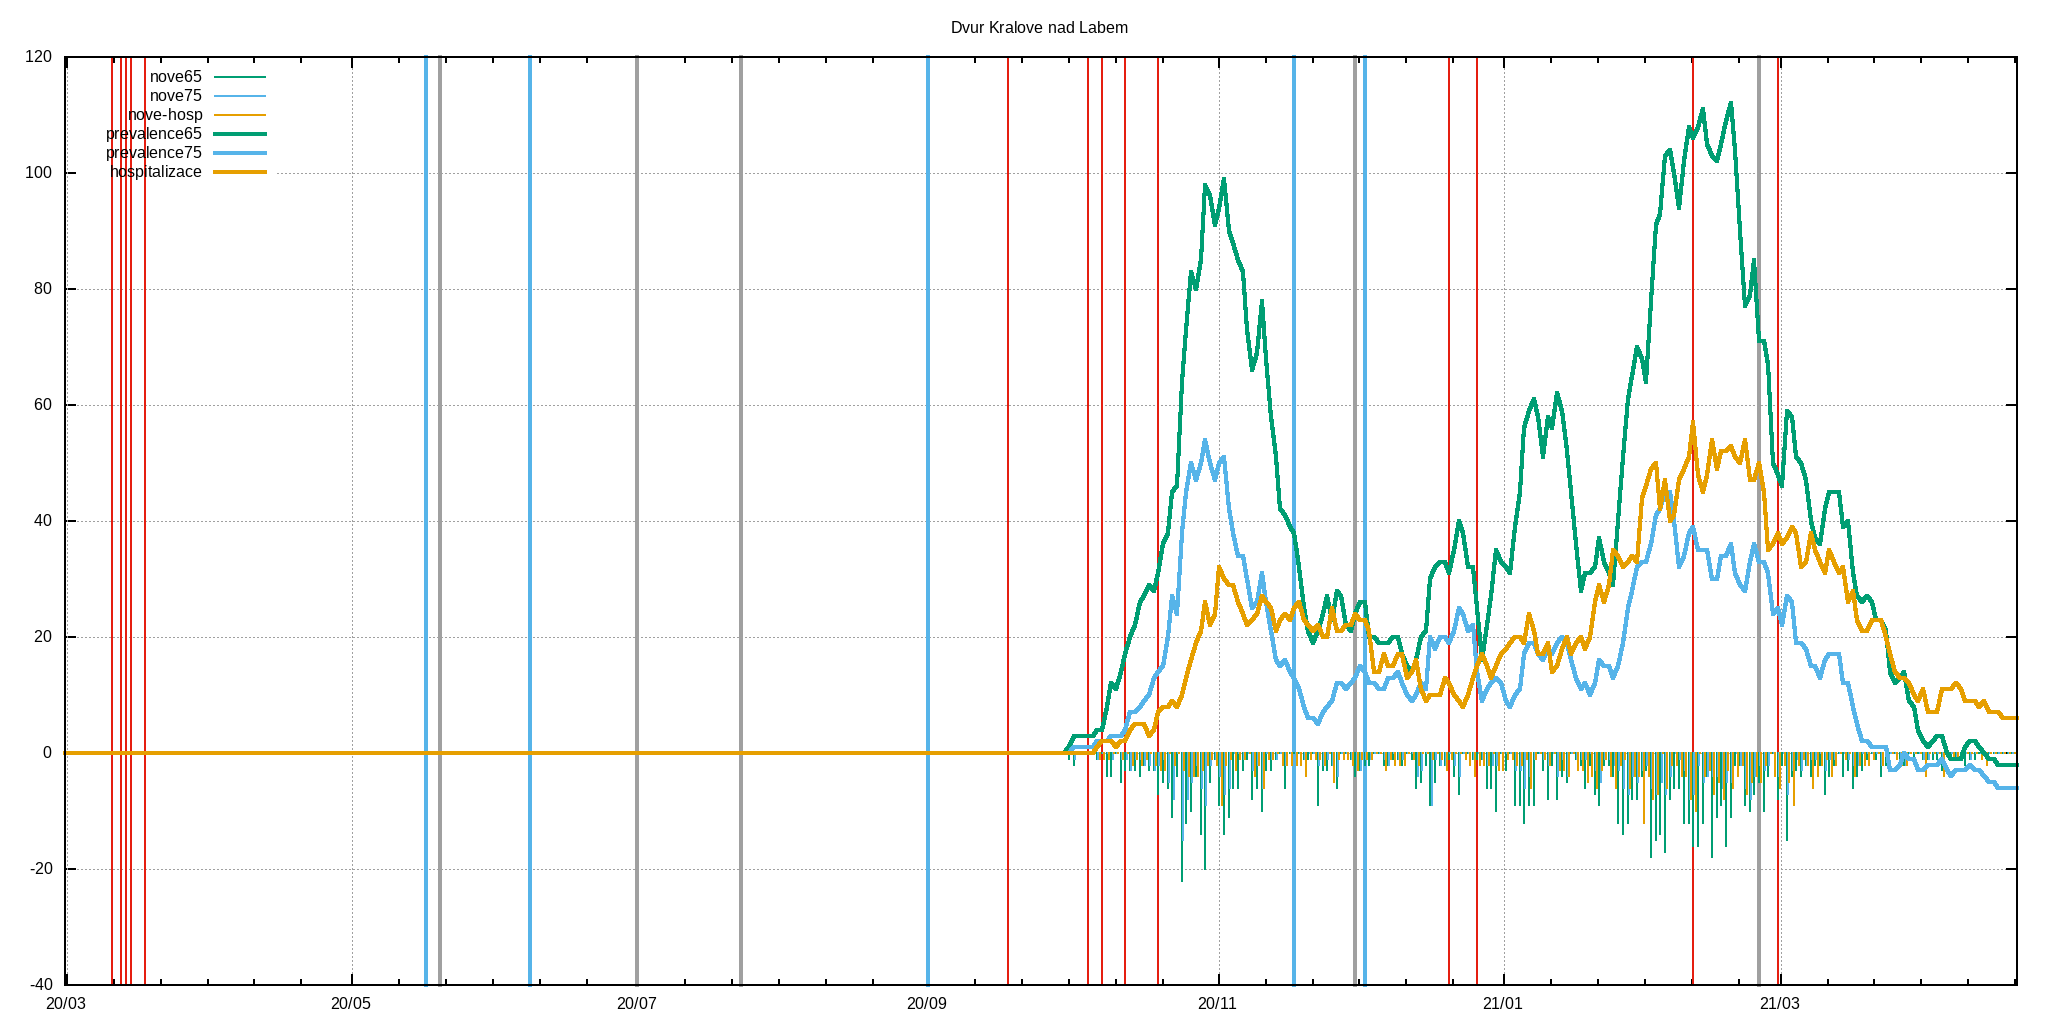 Dvur Kralove nad Labem
120
100
80
60
40
20
0
-20
-40
nove65
nove75
nove-hosp
prevalence65
prevalence75
hospitalizace
20/03 20/05 20/07 20/09 20/11 21/01 21/03